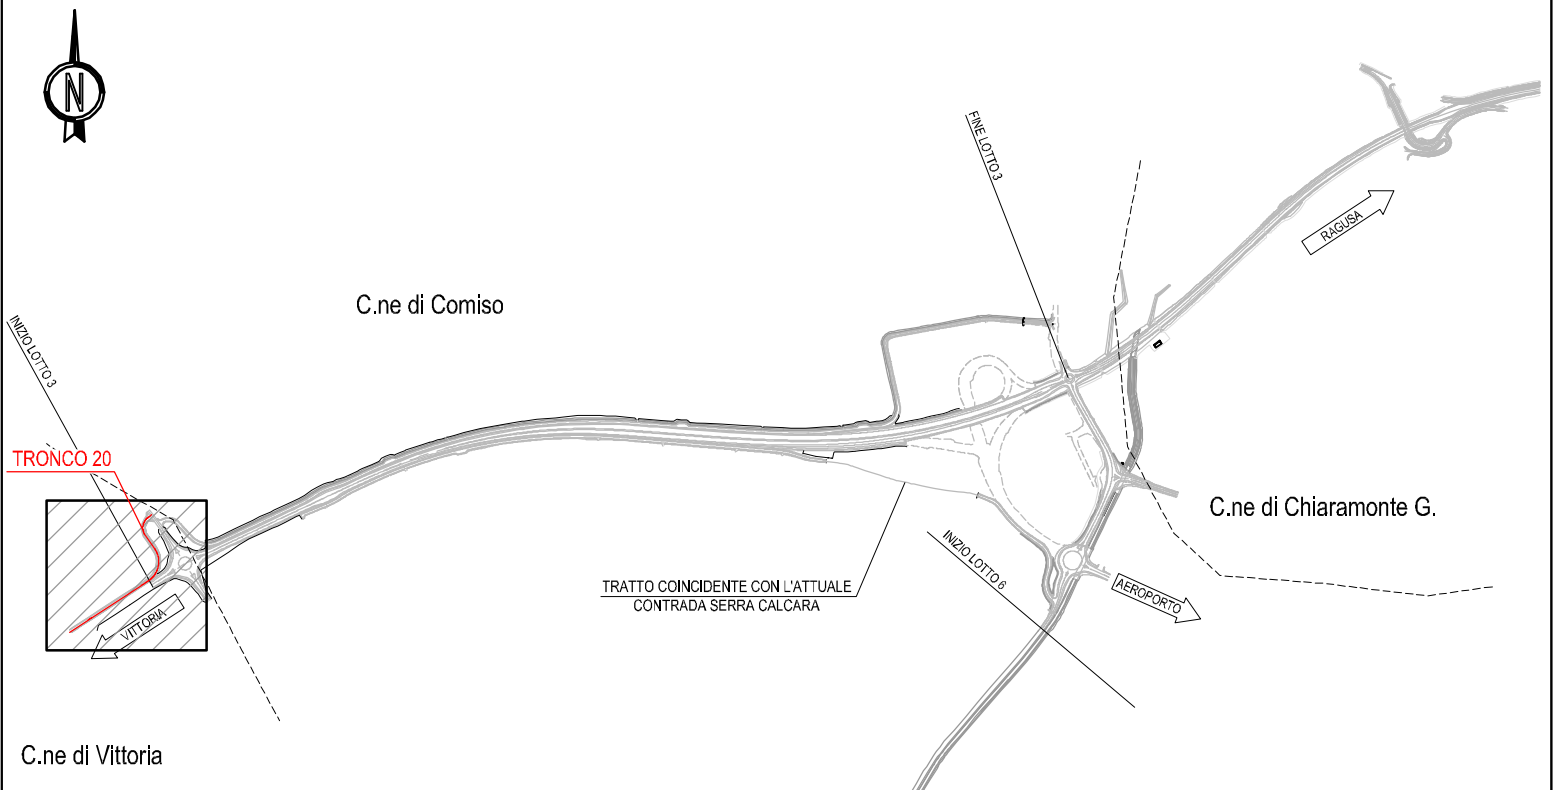 N
FINE LOTTO 3
RAGUSA
C.ne di Comiso
INIZIO LOTTO 3
TRONCO 20
C.ne di Chiaramonte G.
INIZIO LOTTO 6
TRATTO COINCIDENTE CON L'ATTUALE
CONTRADA SERRA CALCARA
AEROPORTO
VITTORIA
C.ne di Vittoria